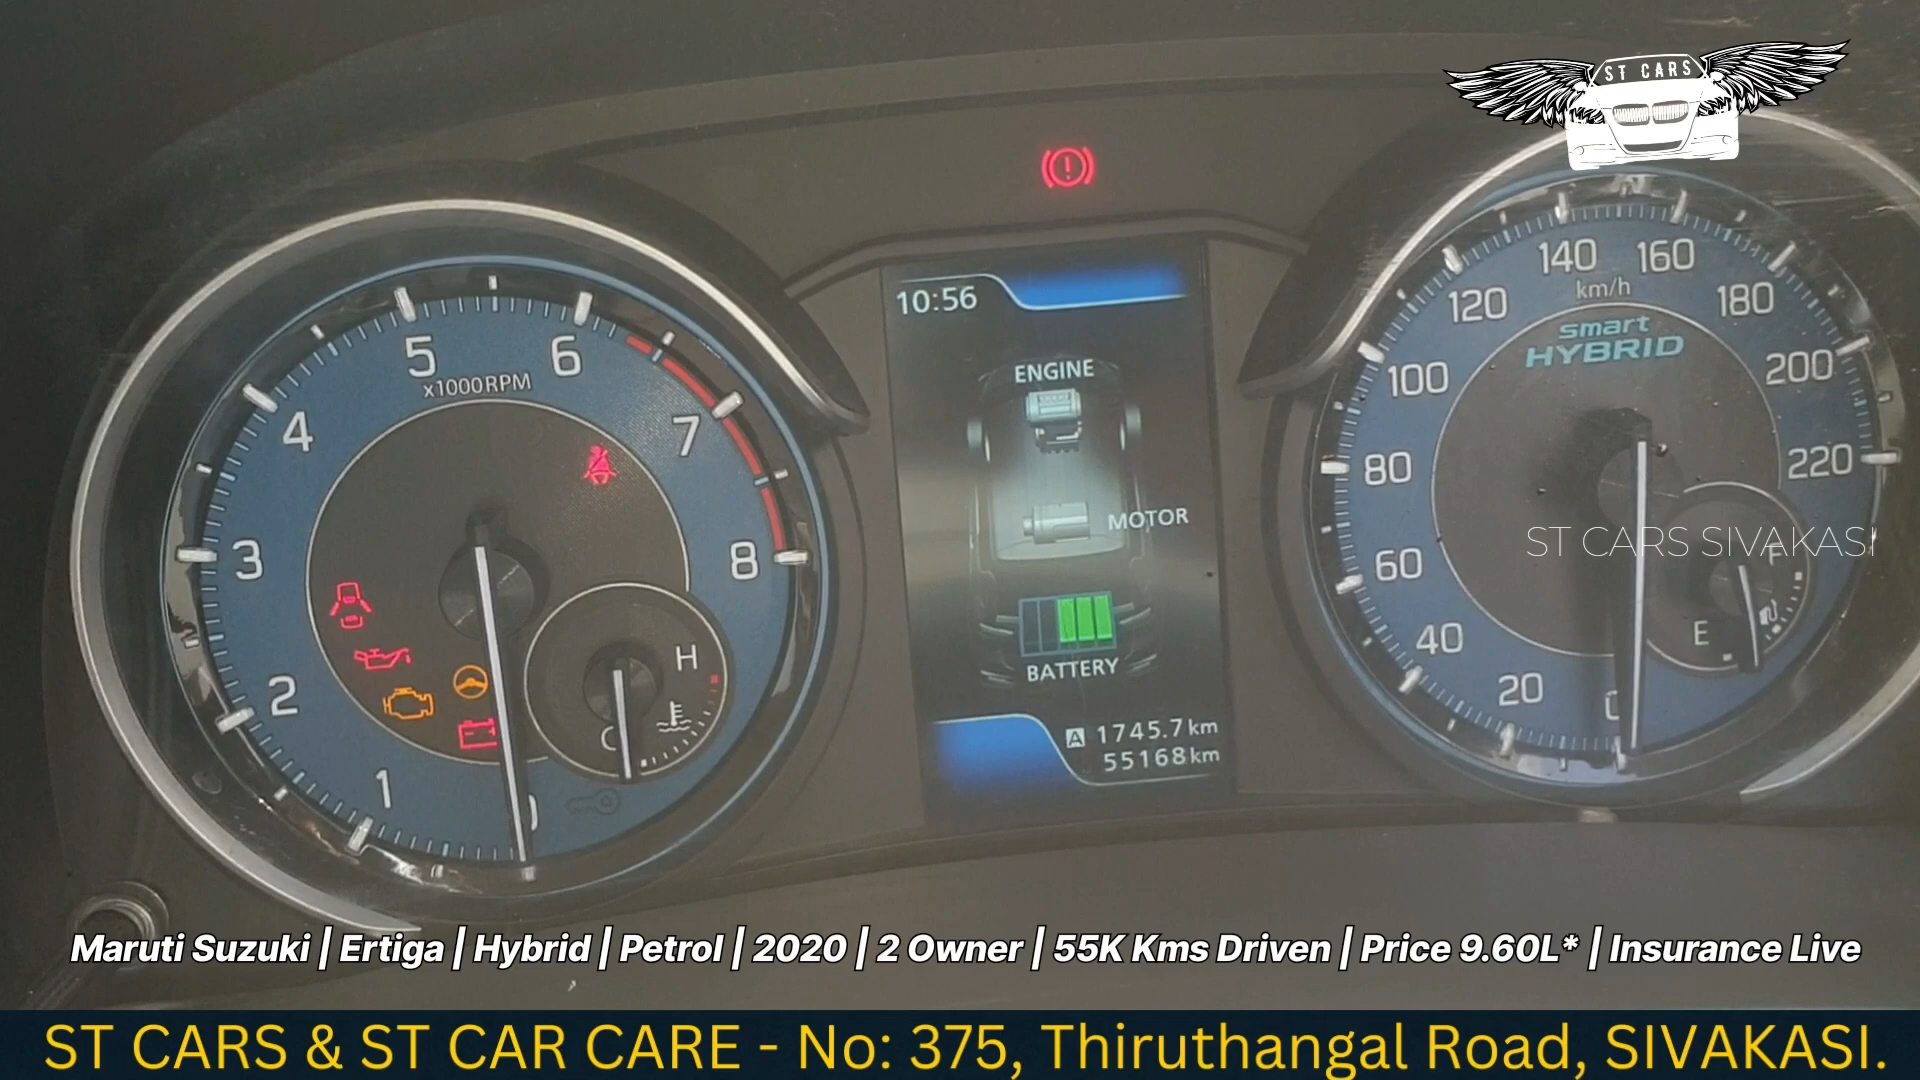 ST CARS
10:56
ENGINE
MOTOR
BATTERY
A 1745.7 km
55168 km
0 1 2 3 4 5 6 7 8
x1000RPM
H
C
0 20 40 60 80 100 120 140 160 180 200 220
km/h
smart
HYBRID
ST CARS SIVAKASI
F
E
Maruti Suzuki | Ertiga | Hybrid | Petrol | 2020 | 2 Owner | 55K Kms Driven | Price 9.60L* | Insurance Live
ST CARS & ST CAR CARE - No: 375, Thiruthangal Road, SIVAKASI.